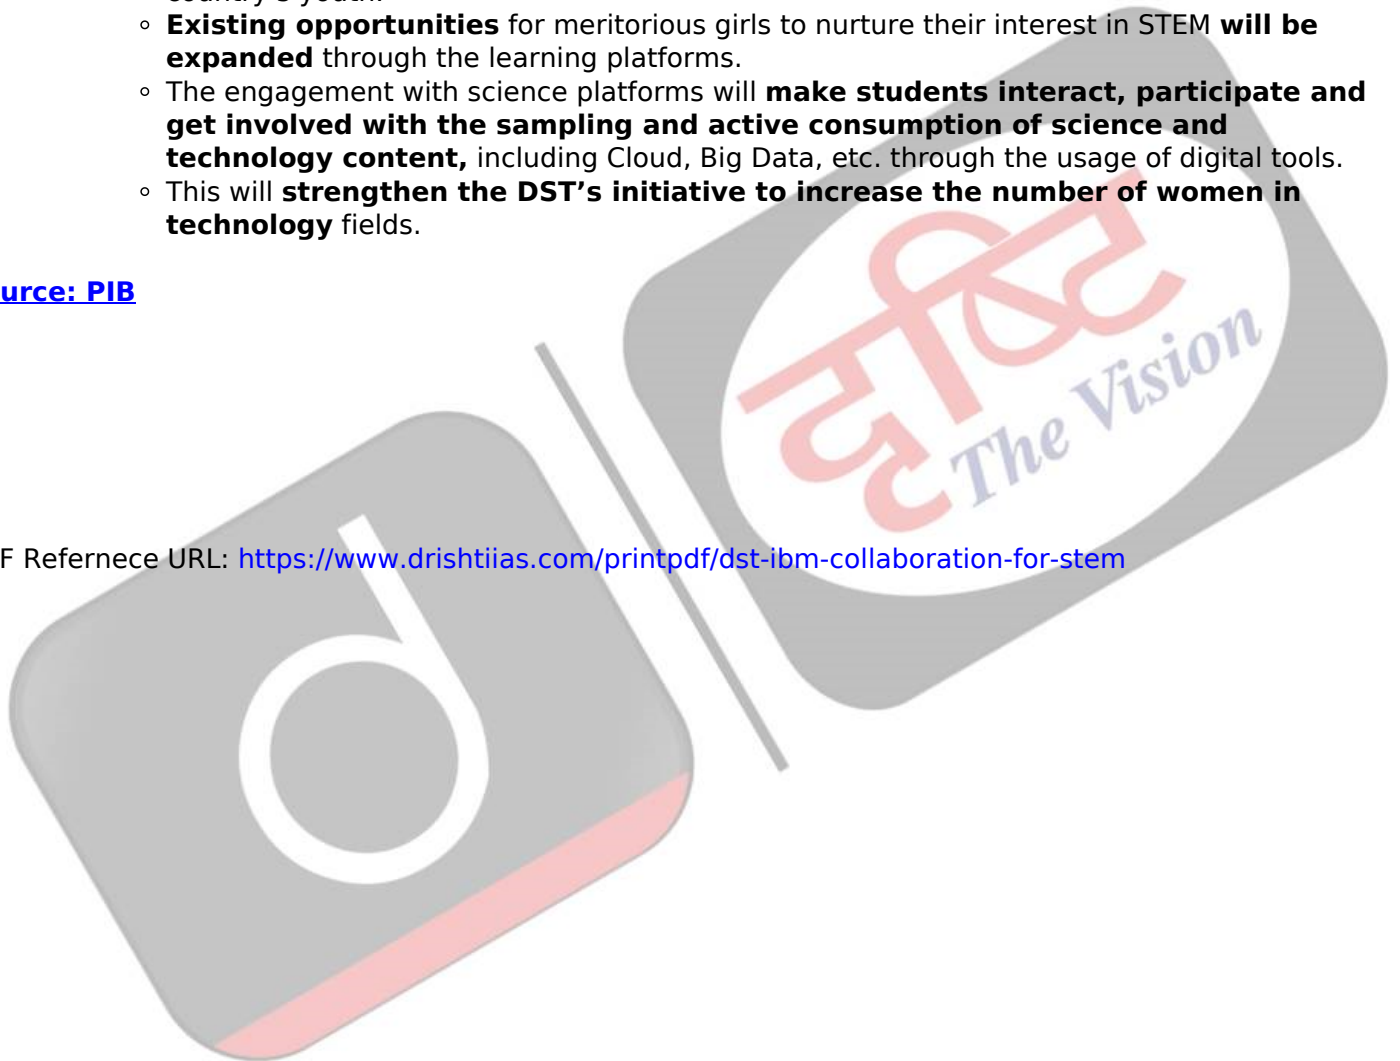 Existing opportunities for meritorious girls to nurture their interest in STEM will be
expanded through the learning platforms.
The engagement with science platforms will make students interact, participate and
get involved with the sampling and active consumption of science and
technology content, including Cloud, Big Data, etc. through the usage of digital tools.
This will strengthen the DST’s initiative to increase the number of women in
technology fields.
urce: PIB
दृष्टि
The Vision
F Refernece URL: https://www.drishtiias.com/printpdf/dst-ibm-collaboration-for-stem
d